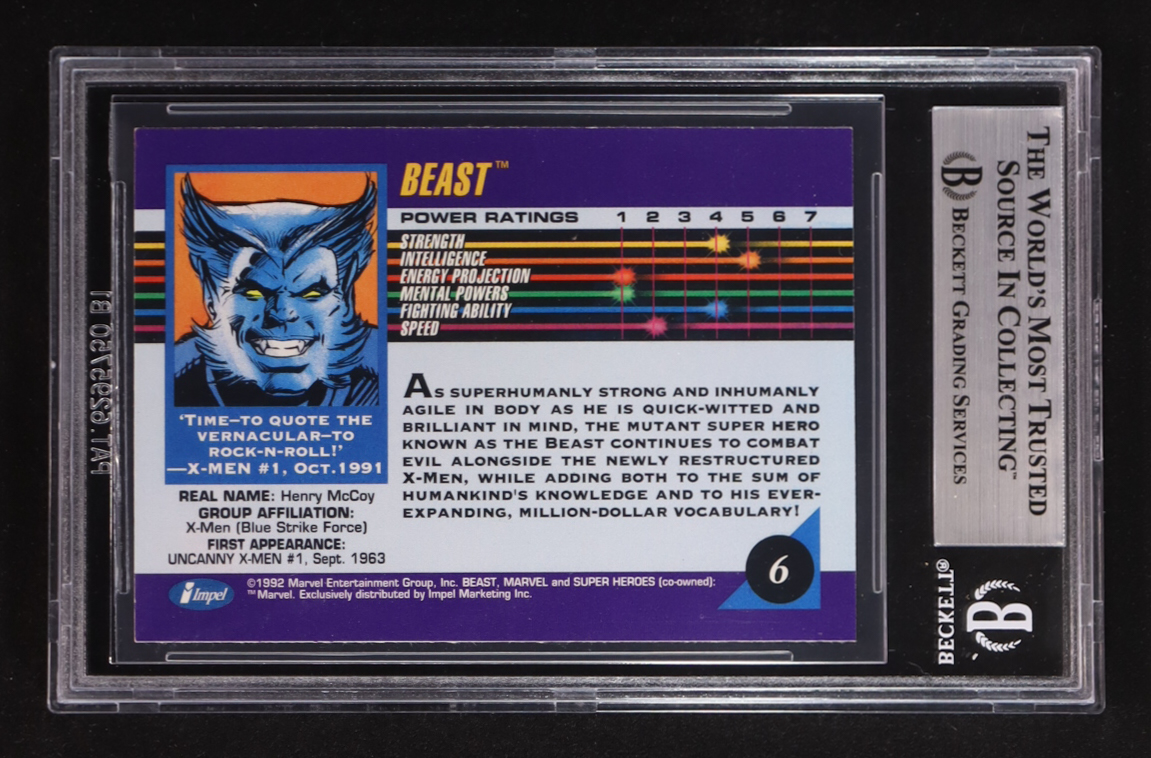 BEAST™
POWER RATINGS 1 2 3 4 5 6 7
STRENGTH
INTELLIGENCE
ENERGY PROJECTION
MENTAL POWERS
FIGHTING ABILITY
SPEED
'TIME—TO QUOTE THE
VERNACULAR—TO
ROCK-N-ROLL!'
—X-MEN #1, OCT.1991
REAL NAME: Henry McCoy
GROUP AFFILIATION:
X-Men (Blue Strike Force)
FIRST APPEARANCE:
UNCANNY X-MEN #1, Sept. 1963
AS SUPERHUMANLY STRONG AND INHUMANLY
AGILE IN BODY AS HE IS QUICK-WITTED AND
BRILLIANT IN MIND, THE MUTANT SUPER HERO
KNOWN AS THE BEAST CONTINUES TO COMBAT
EVIL ALONGSIDE THE NEWLY RESTRUCTURED
X-MEN, WHILE ADDING BOTH TO THE SUM OF
HUMANKIND'S KNOWLEDGE AND TO HIS EVER-
EXPANDING, MILLION-DOLLAR VOCABULARY!
6
Impel
©1992 Marvel Entertainment Group, Inc. BEAST, MARVEL and SUPER HEROES (co-owned):
™Marvel. Exclusively distributed by Impel Marketing Inc.
THE WORLD'S MOST TRUSTED
SOURCE IN COLLECTING™
B BECKETT GRADING SERVICES
B
BECKETT®